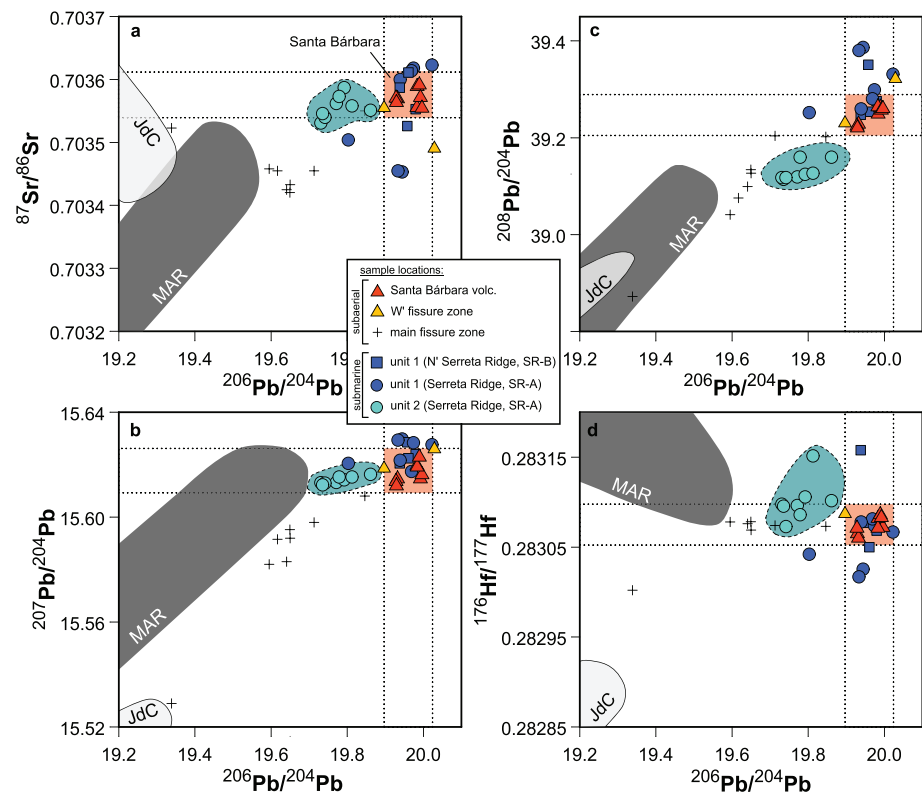 a
0.7037
0.7036
0.7035
0.7034
0.7033
0.7032
87Sr/86Sr
Santa Bárbara
JdC
MAR
19.2
19.4
19.6
19.8
206Pb/204Pb
c
39.4
39.2
39.0
208Pb/204Pb
MAR
JdC
19.2
19.4
19.6
19.8
20.0
206Pb/204Pb
sample locations:
subaerial
Santa Bárbara volc.
W' fissure zone
main fissure zone
submarine
unit 1 (N' Serreta Ridge, SR-B)
unit 1 (Serreta Ridge, SR-A)
unit 2 (Serreta Ridge, SR-A)
b
15.64
15.60
15.56
15.52
207Pb/204Pb
MAR
JdC
19.2
19.4
19.6
19.8
20.0
206Pb/204Pb
d
0.28315
0.28305
0.28295
0.28285
176Hf/177Hf
MAR
JdC
19.2
19.4
19.6
19.8
20.0
206Pb/204Pb